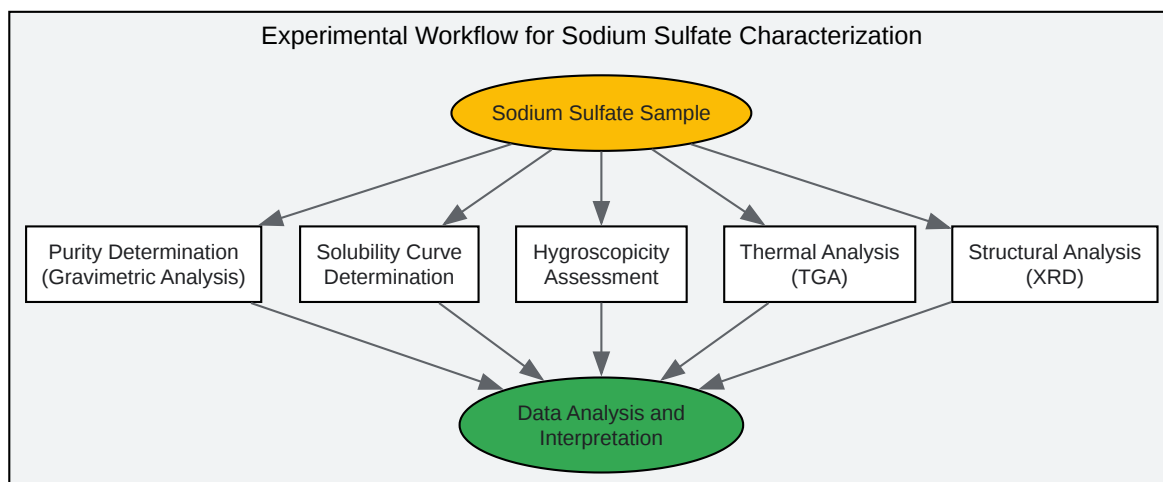 Experimental Workflow for Sodium Sulfate Characterization
Sodium Sulfate Sample
Purity Determination
(Gravimetric Analysis)
Solubility Curve
Determination
Hygroscopicity
Assessment
Thermal Analysis
(TGA)
Structural Analysis
(XRD)
Data Analysis and
Interpretation